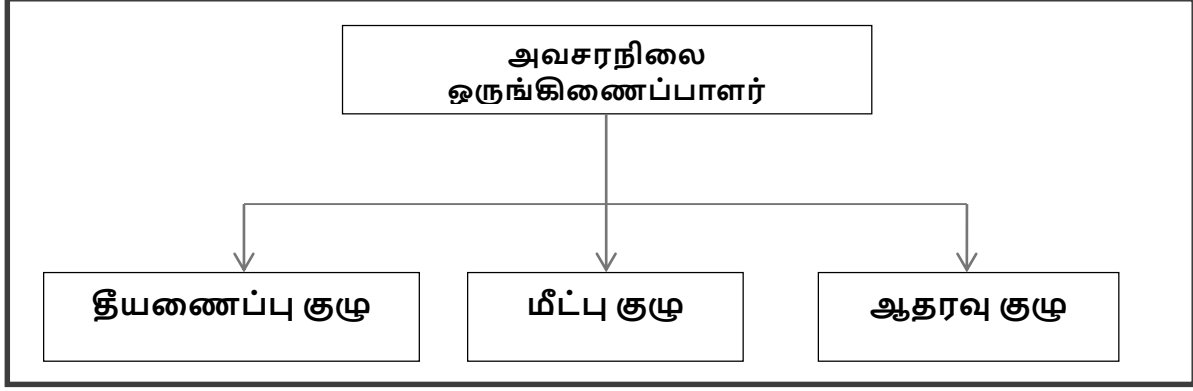 அவசரநிலை
ஒருங்கிணைப்பாளர்
தீயணைப்பு குழு
மீட்பு குழு
ஆதரவு குழு